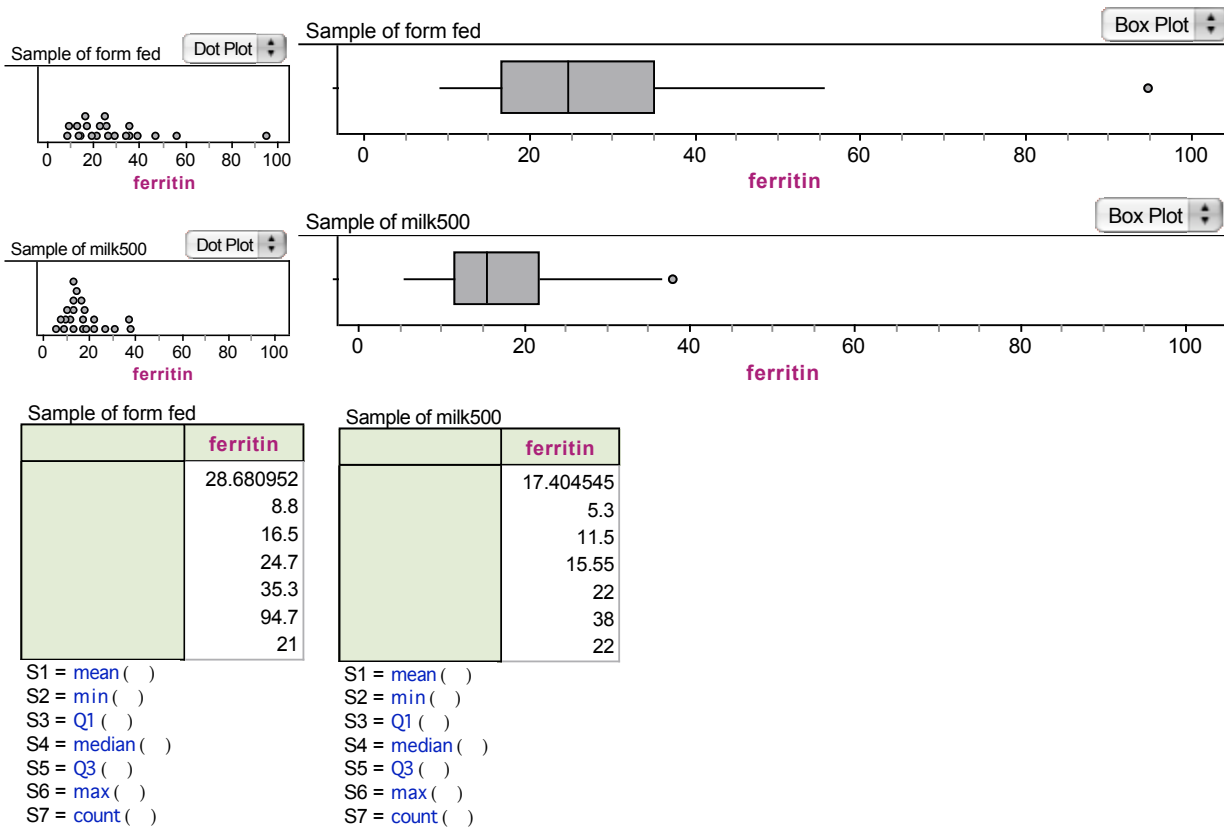 Sample of form fed Dot Plot
0 20 40 60 80 100
ferritin
Sample of form fed Box Plot
0 20 40 60 80 100
ferritin
Sample of milk500 Dot Plot
0 20 40 60 80 100
ferritin
Sample of milk500 Box Plot
0 20 40 60 80 100
ferritin
Sample of form fed
ferritin
28.680952
8.8
16.5
24.7
35.3
94.7
21
S1 = mean ( )
S2 = min ( )
S3 = Q1 ( )
S4 = median ( )
S5 = Q3 ( )
S6 = max ( )
S7 = count ( )
Sample of milk500
ferritin
17.404545
5.3
11.5
15.55
22
38
22
S1 = mean ( )
S2 = min ( )
S3 = Q1 ( )
S4 = median ( )
S5 = Q3 ( )
S6 = max ( )
S7 = count ( )